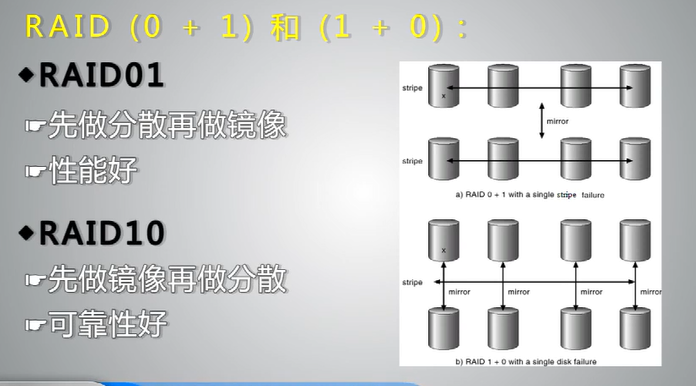 RAID (0 + 1) 和 (1 + 0) :
◆RAID01
☛先做分散再做镜像
☛性能好
◆RAID10
☛先做镜像再做分散
☛可靠性好
stripe
x
mirror
stripe
a) RAID 0 + 1 with a single stripe failure
x
stripe
mirror mirror mirror mirror
b) RAID 1 + 0 with a single disk failure